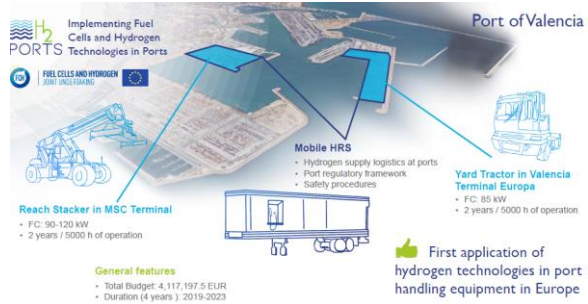 H2
PORTS
Implementing Fuel
Cells and Hydrogen
Technologies in Ports
Port of Valencia
FCH
FUEL CELLS AND HYDROGEN
JOINT UNDERTAKING
Mobile HRS
• Hydrogen supply logistics at ports
• Port regulatory framework
• Safety procedures
Yard Tractor in Valencia
Terminal Europa
• FC: 85 kW
• 2 years / 5000 h of operation
Reach Stacker in MSC Terminal
• FC: 90-120 kW
• 2 years / 5000 h of operation
General features
• Total Budget: 4,117,197.5 EUR
• Duration (4 years ): 2019-2023
First application of
hydrogen technologies in port
handling equipment in Europe